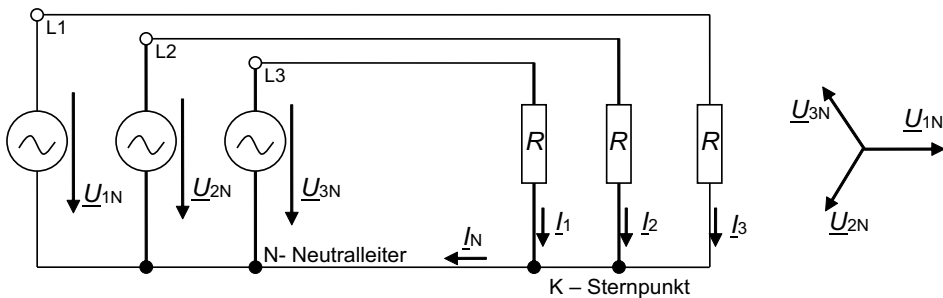 L1
L2
L3
R R R
U3N
U1N
U1N
U2N
U3N
U2N
IN
I1
I2
I3
N- Neutralleiter
K – Sternpunkt